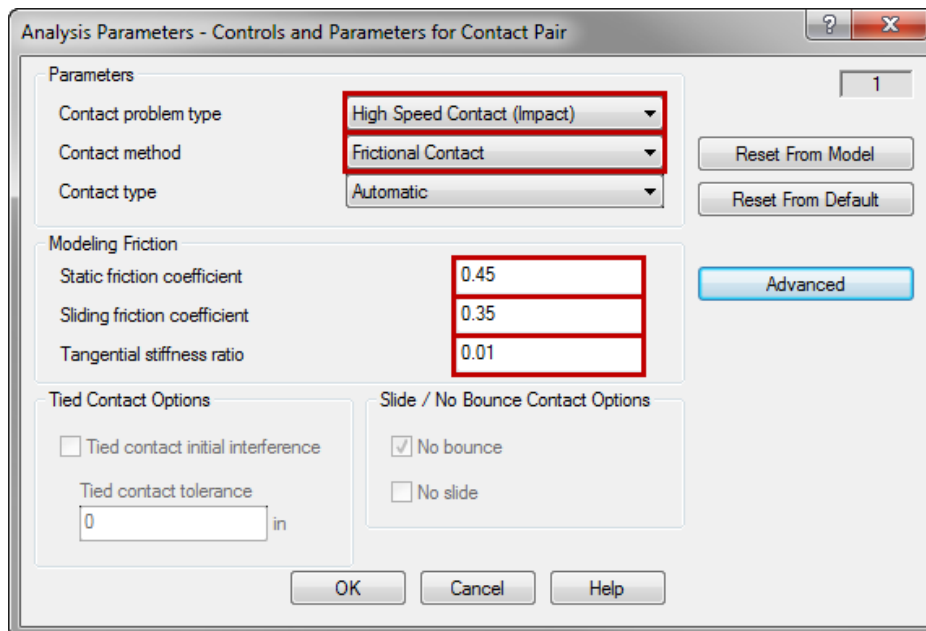 Analysis Parameters - Controls and Parameters for Contact Pair
?
X
Parameters
1
Contact problem type
High Speed Contact (Impact)
Contact method
Frictional Contact
Reset From Model
Contact type
Automatic
Reset From Default
Modeling Friction
Static friction coefficient
0.45
Advanced
Sliding friction coefficient
0.35
Tangential stiffness ratio
0.01
Tied Contact Options
Slide / No Bounce Contact Options
Tied contact initial interference
No bounce
Tied contact tolerance
No slide
0
in
OK
Cancel
Help